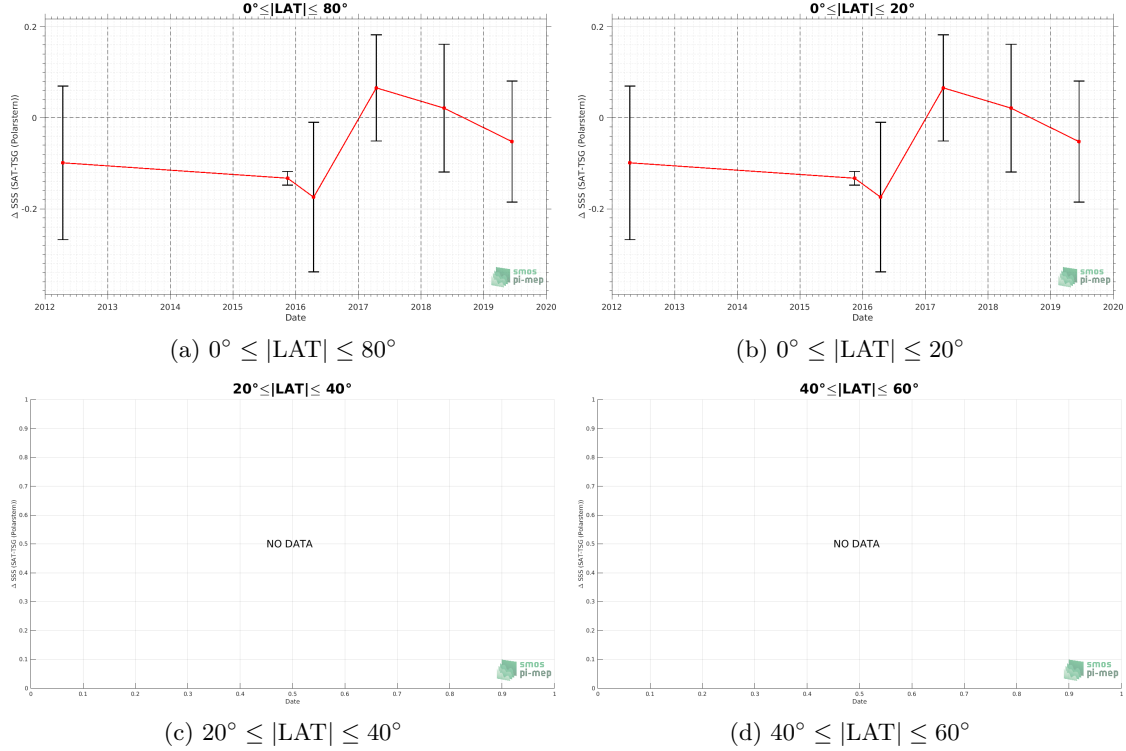 0°≤|LAT|≤ 80°
Δ SSS (SAT-TSG (Polarstern))
0.2
0
-0.2
2012 2013 2014 2015 2016 2017 2018 2019 2020
Date
smos
pi-mep
(a) 0° ≤ |LAT| ≤ 80°
0°≤|LAT|≤ 20°
Δ SSS (SAT-TSG (Polarstern))
0.2
0
-0.2
2012 2013 2014 2015 2016 2017 2018 2019 2020
Date
smos
pi-mep
(b) 0° ≤ |LAT| ≤ 20°
20°≤|LAT|≤ 40°
Δ SSS (SAT-TSG (Polarstern))
1
0.9
0.8
0.7
0.6
0.5
0.4
0.3
0.2
0.1
0
NO DATA
0 0.1 0.2 0.3 0.4 0.5 0.6 0.7 0.8 0.9 1
Date
smos
pi-mep
(c) 20° ≤ |LAT| ≤ 40°
40°≤|LAT|≤ 60°
Δ SSS (SAT-TSG (Polarstern))
1
0.9
0.8
0.7
0.6
0.5
0.4
0.3
0.2
0.1
0
NO DATA
0 0.1 0.2 0.3 0.4 0.5 0.6 0.7 0.8 0.9 1
Date
smos
pi-mep
(d) 40° ≤ |LAT| ≤ 60°